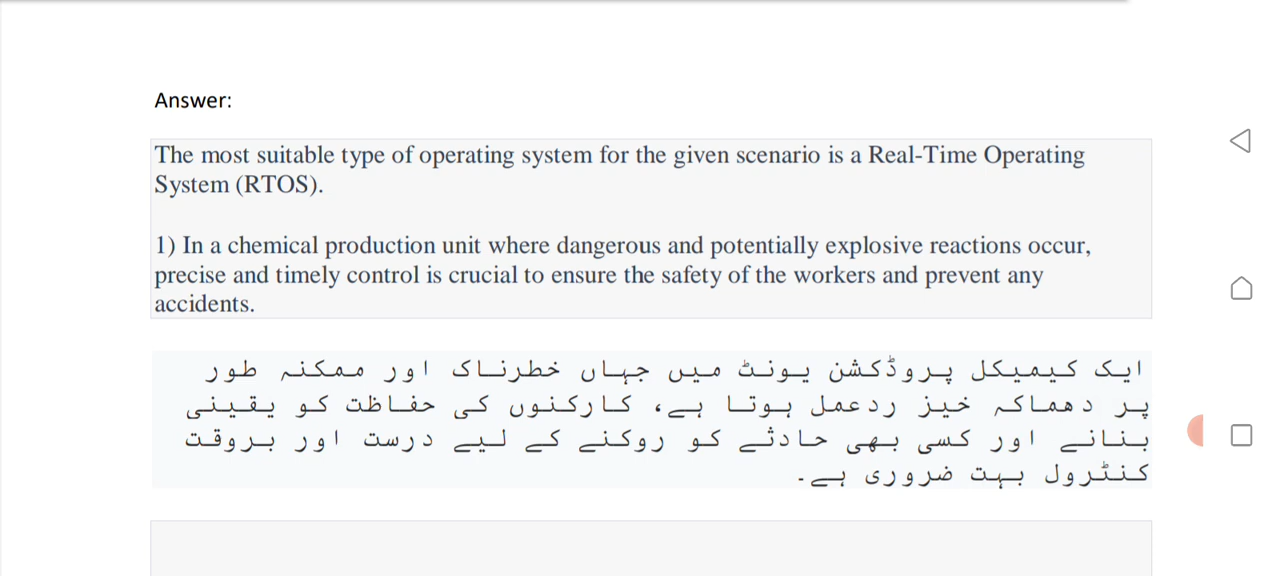 Answer:
The most suitable type of operating system for the given scenario is a Real-Time Operating
System (RTOS).
1) In a chemical production unit where dangerous and potentially explosive reactions occur,
precise and timely control is crucial to ensure the safety of the workers and prevent any
accidents.
ایک کیمیکل پروڈکشن یونٹ میں جہاں خطرناک اور ممکنہ طور
پر دھماکہ خیز ردعمل ہوتا ہے، کارکنوں کی حفاظت کو یقینی
بنانے اور کسی بھی حادثے کو روکنے کے لیے درست اور بروقت
کنٹرول بہت ضروری ہے۔